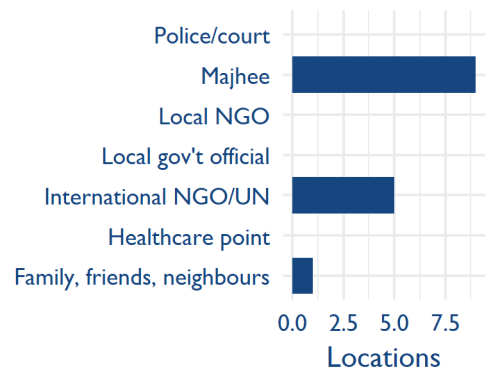 Police/court
Majhee
Local NGO
Local gov't official
International NGO/UN
Healthcare point
Family, friends, neighbours
0.0 2.5 5.0 7.5
Locations